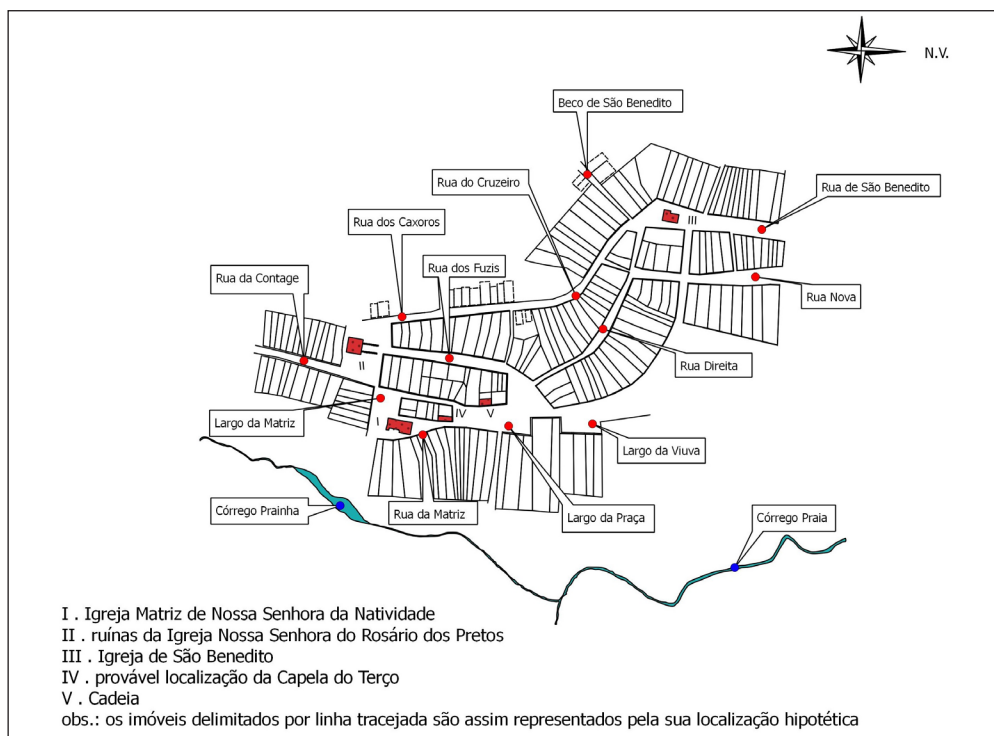 N.V.
Beco de São Benedito
Rua do Cruzeiro
Rua de São Benedito
Rua dos Caxoros
III
Rua da Contage
Rua dos Fuzis
Rua Nova
II
Rua Direita
Largo da Matriz
I
IV
V
Largo da Viuva
Córrego Prainha
Rua da Matriz
Largo da Praça
Córrego Praia
I . Igreja Matriz de Nossa Senhora da Natividade
II . ruínas da Igreja Nossa Senhora do Rosário dos Pretos
III . Igreja de São Benedito
IV . provável localização da Capela do Terço
V . Cadeia
obs.: os imóveis delimitados por linha tracejada são assim representados pela sua localização hipotética